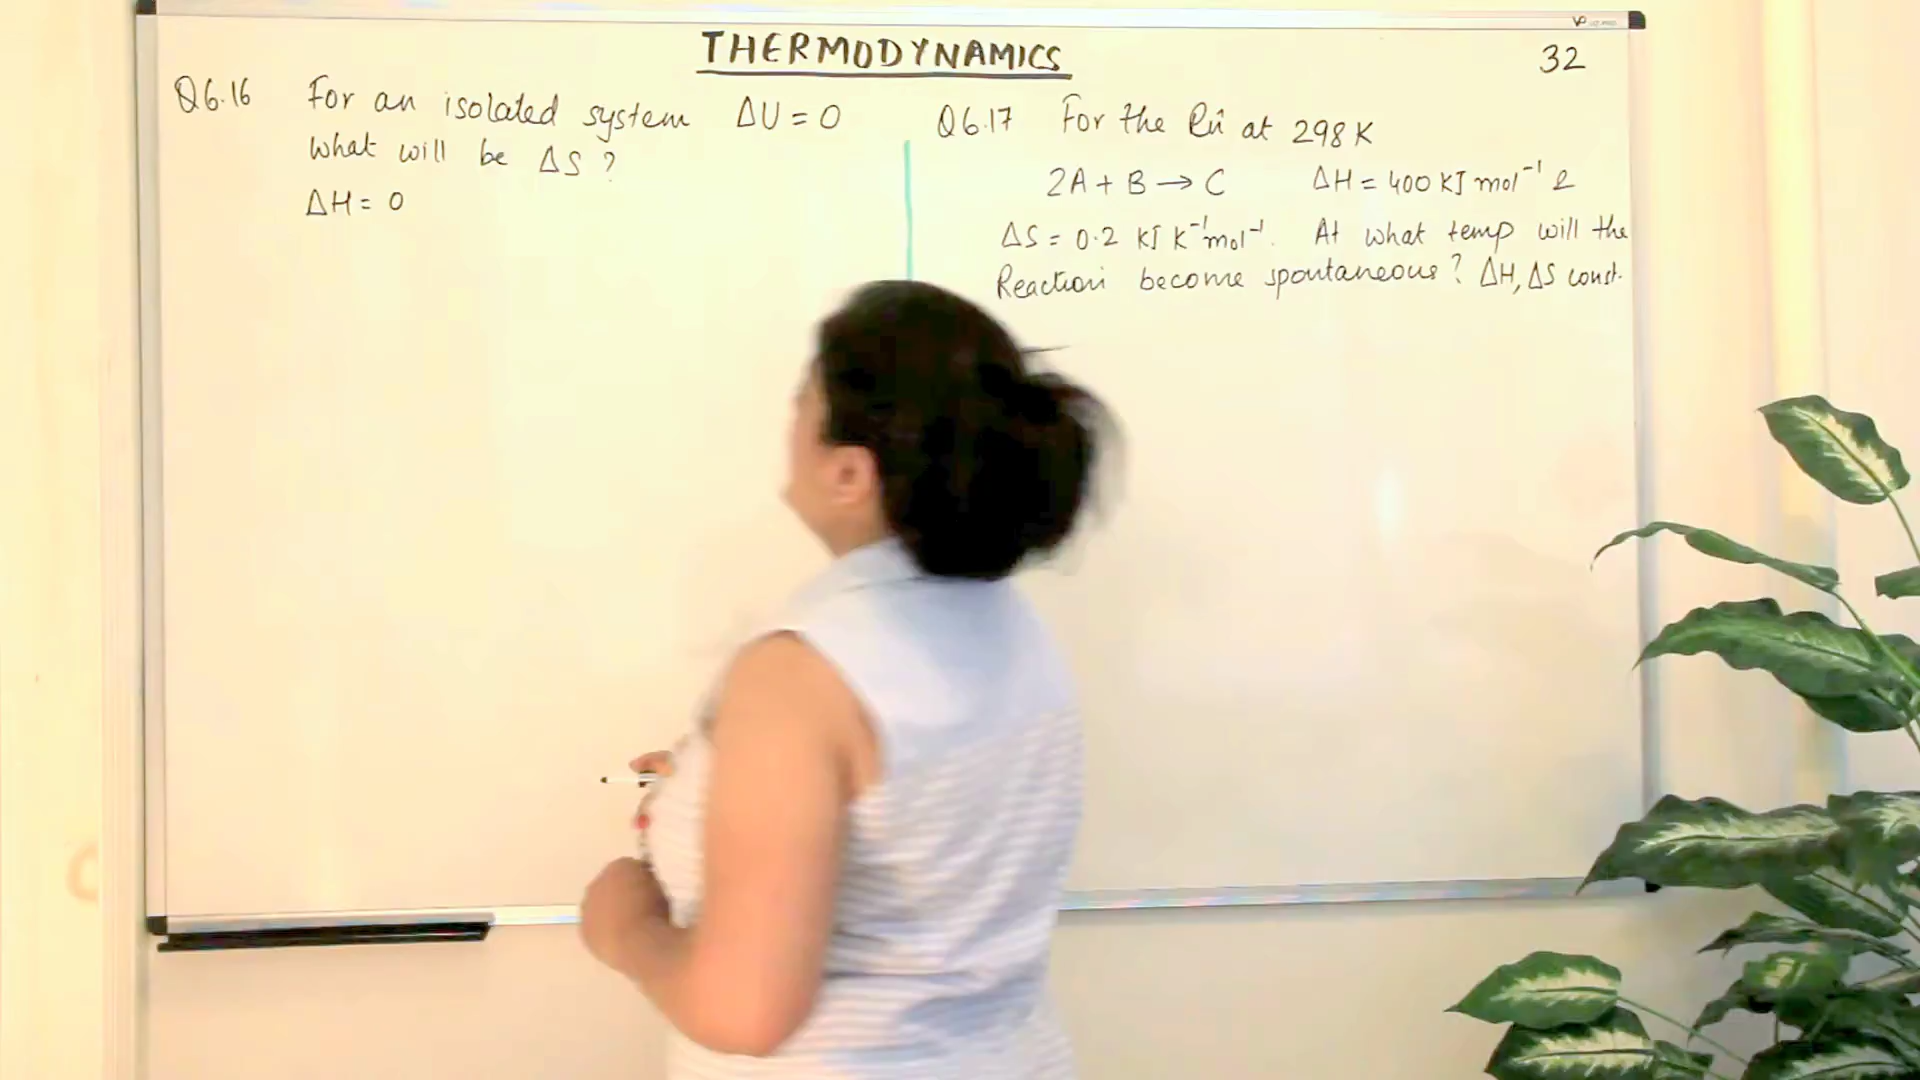 THERMODYNAMICS
32
Q6.16 For an isolated system ΔU = 0
What will be ΔS ?
ΔH = 0
Q6.17 For the Rn at 298 K
2A + B → C ΔH = 400 KJ mol⁻¹ &
ΔS = 0.2 KJ K⁻¹ mol⁻¹. At what temp will the
Reaction become spontaneous? ΔH, ΔS const.